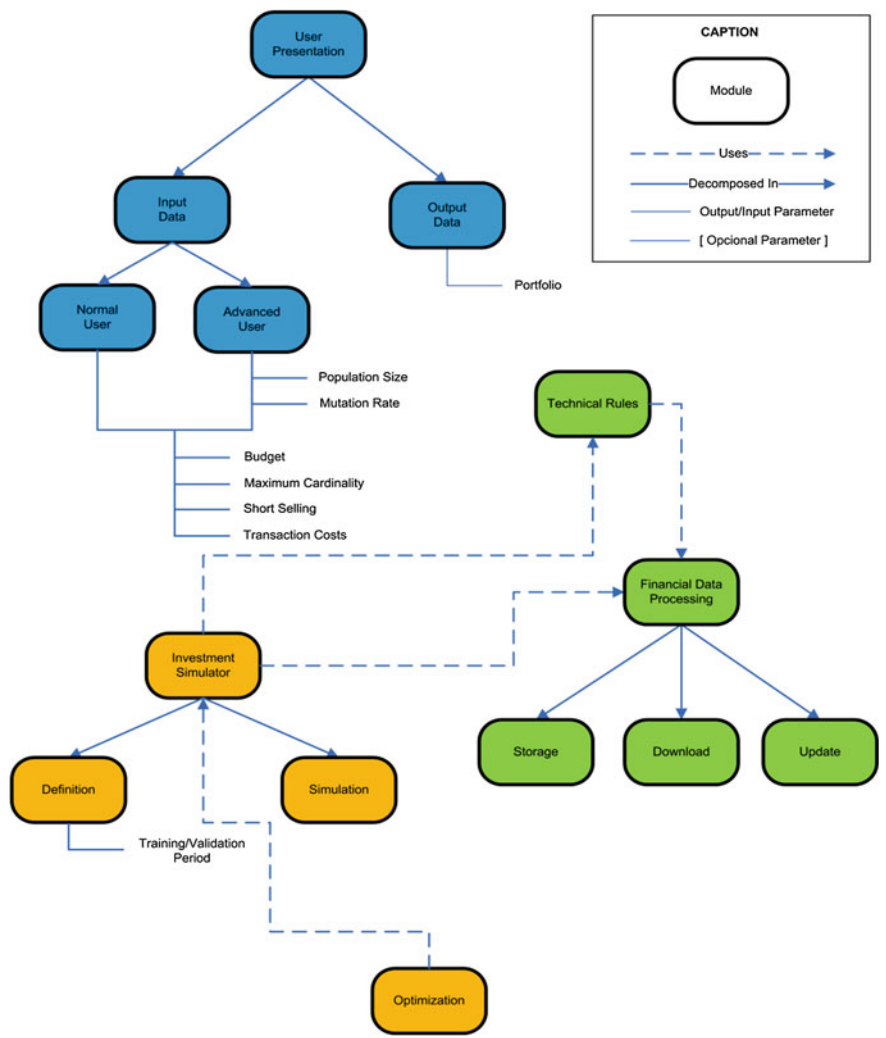 User
Presentation
CAPTION
Module
Uses
Decomposed In
Output/Input Parameter
[ Opcional Parameter ]
Input
Data
Output
Data
Portfolio
Normal
User
Advanced
User
Population Size
Mutation Rate
Technical Rules
Budget
Maximum Cardinality
Short Selling
Transaction Costs
Financial Data
Processing
Investment
Simulator
Storage
Download
Update
Definition
Simulation
Training/Validation
Period
Optimization